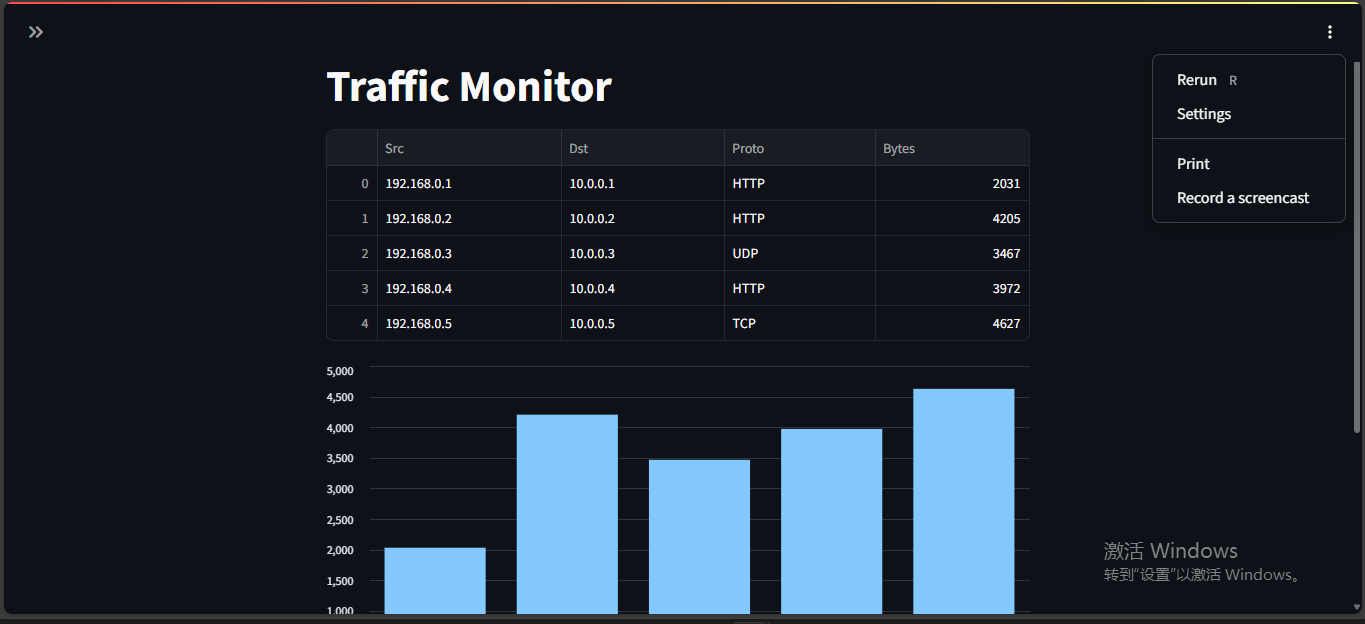 Traffic Monitor
Rerun R
Settings
Print
Record a screencast
Src Dst Proto Bytes
0 192.168.0.1 10.0.0.1 HTTP 2031
1 192.168.0.2 10.0.0.2 HTTP 4205
2 192.168.0.3 10.0.0.3 UDP 3467
3 192.168.0.4 10.0.0.4 HTTP 3972
4 192.168.0.5 10.0.0.5 TCP 4627
5,000
4,500
4,000
3,500
3,000
2,500
2,000
1,500
1,000
激活 Windows
转到“设置”以激活 Windows。